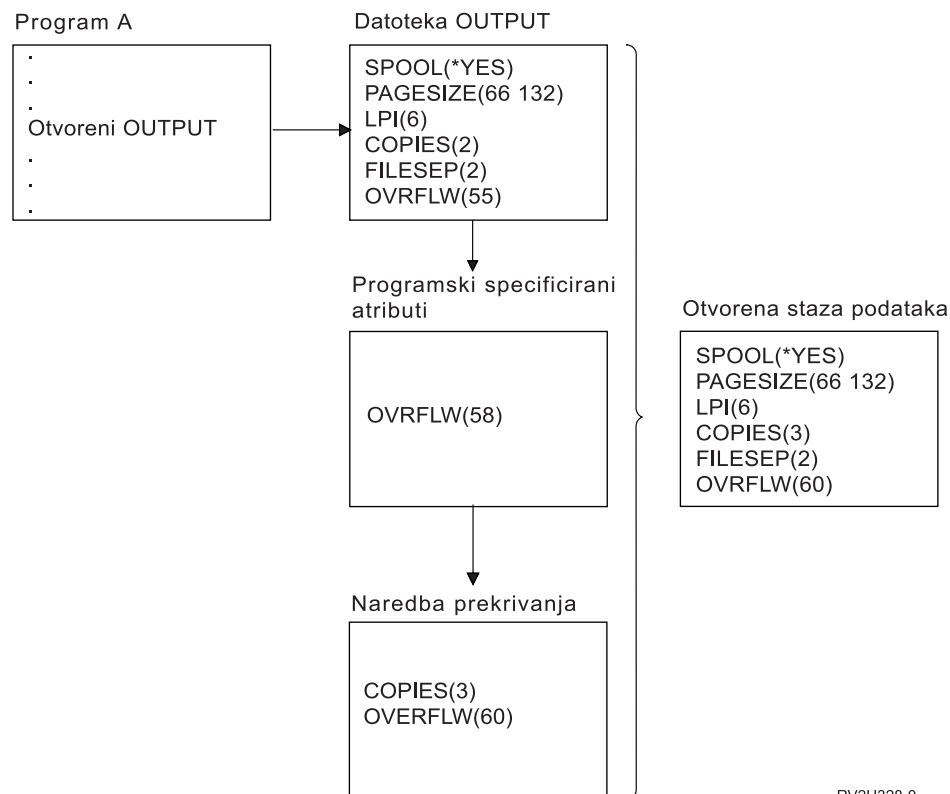 Program A
.
.
.
Otvoreni OUTPUT
.
.
.
Datoteka OUTPUT
SPOOL(*YES)
PAGESIZE(66 132)
LPI(6)
COPIES(2)
FILESEP(2)
OVRFLW(55)
Programski specificirani
atributi
OVRFLW(58)
Naredba prekrivanja
COPIES(3)
OVERFLW(60)
Otvorena staza podataka
SPOOL(*YES)
PAGESIZE(66 132)
LPI(6)
COPIES(3)
FILESEP(2)
OVRFLW(60)